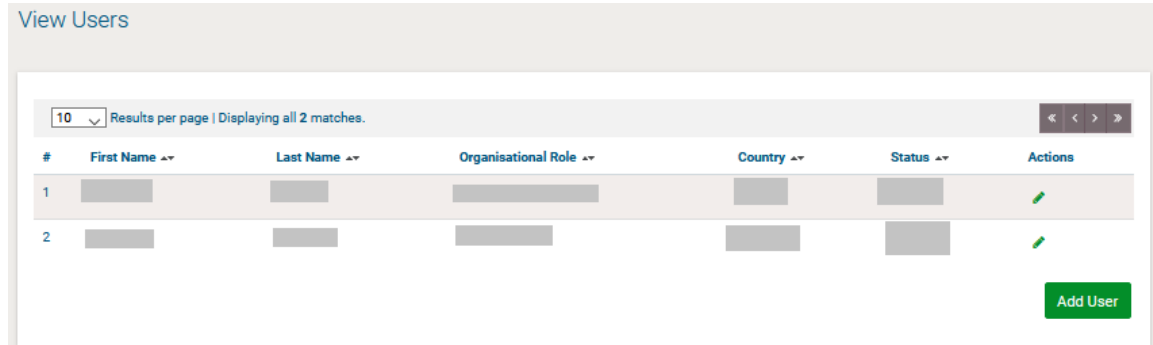 View Users
10 Results per page | Displaying all 2 matches.
« < > »
# First Name Last Name Organisational Role Country Status Actions
1
2
Add User